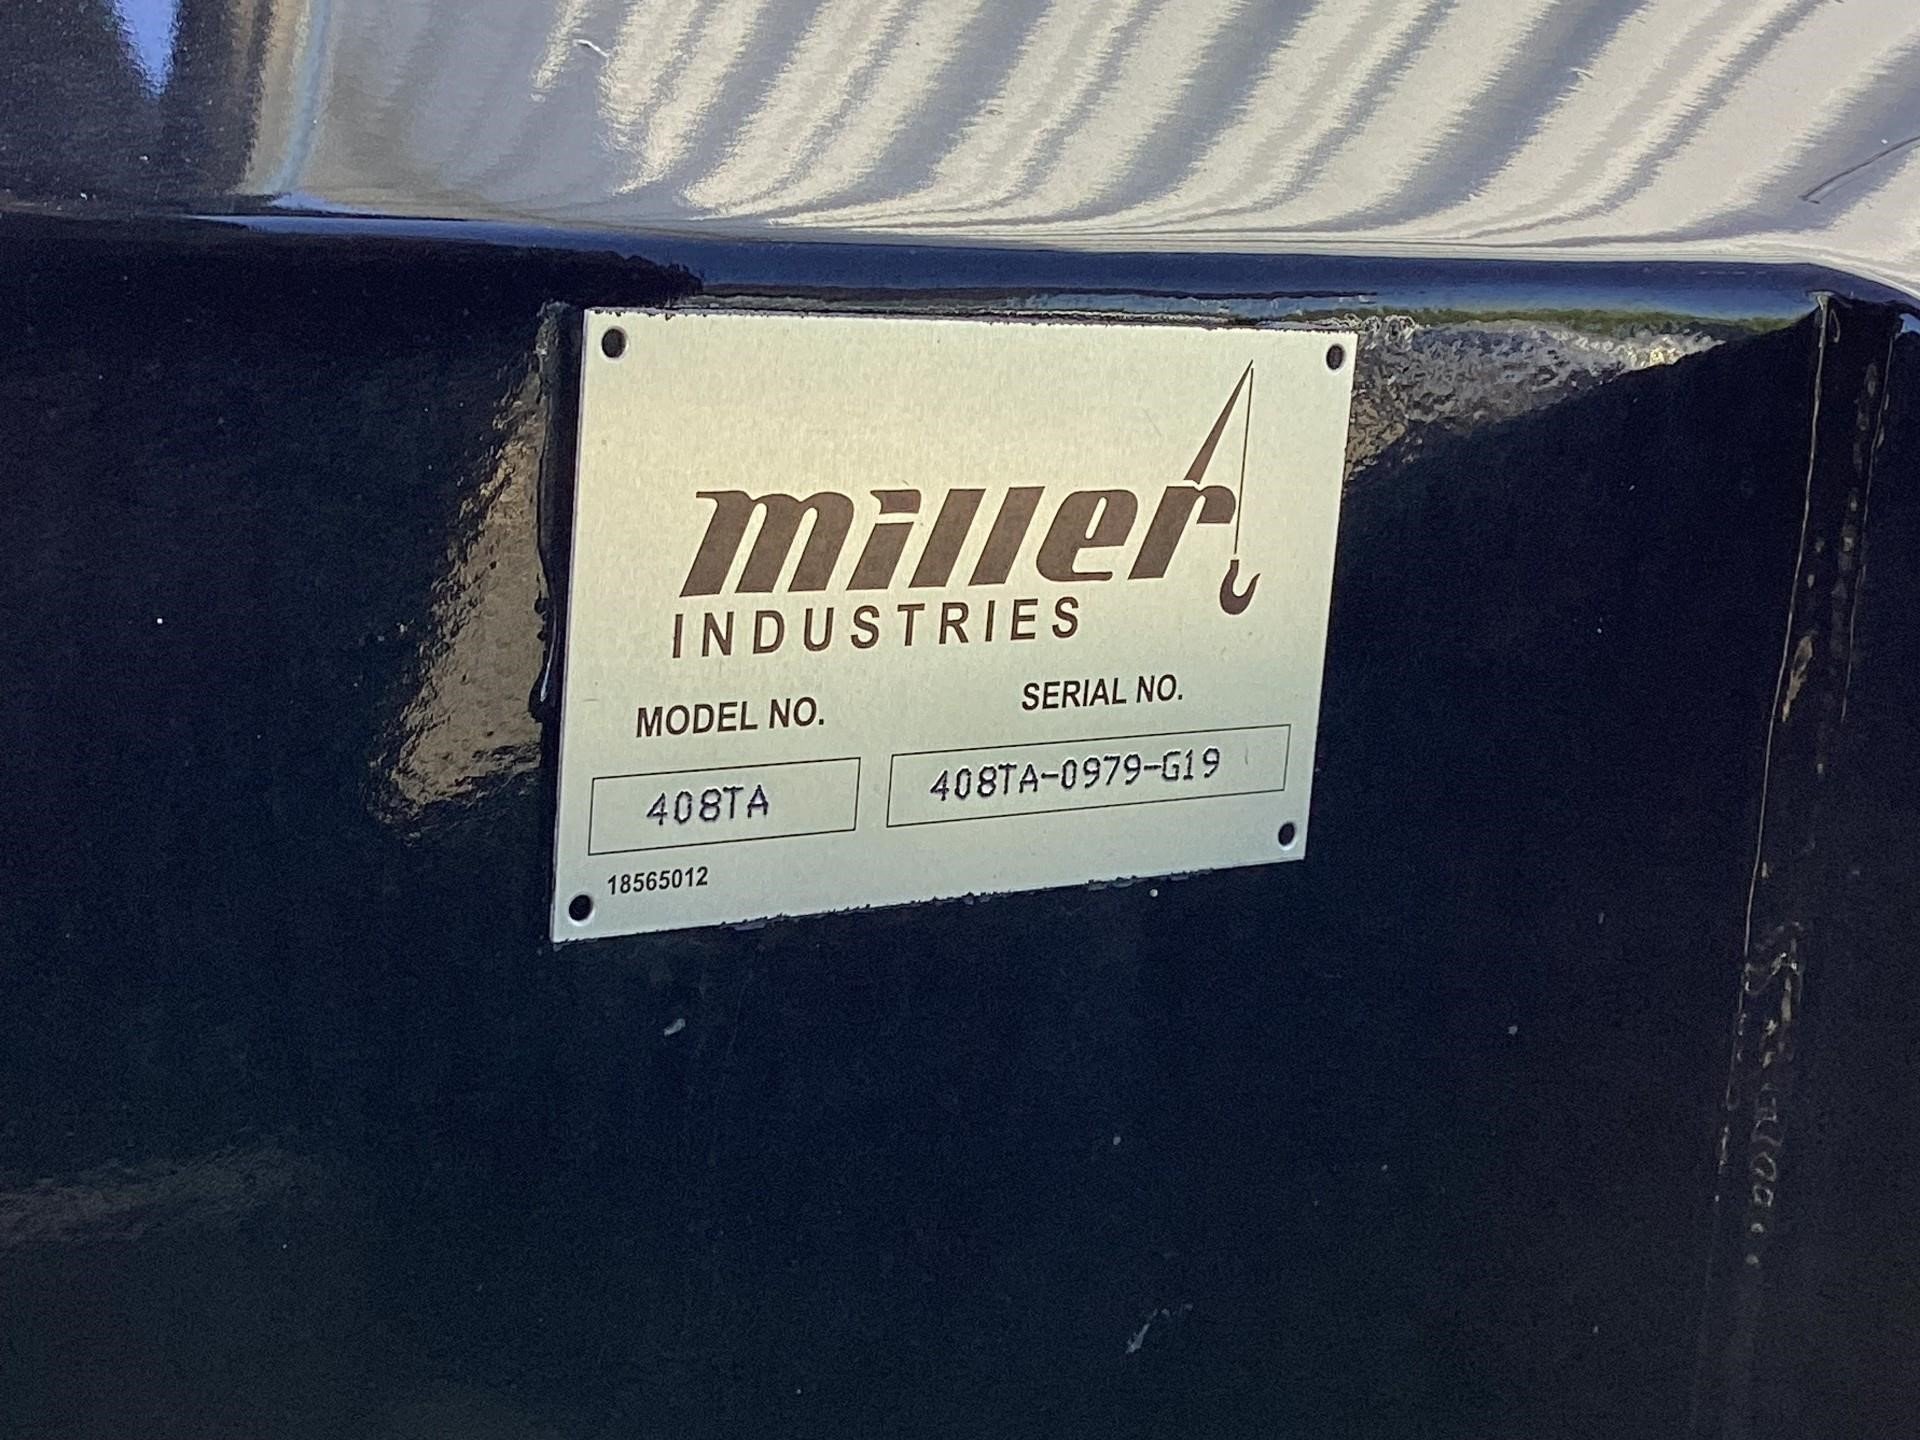 miller
INDUSTRIES
MODEL NO.
SERIAL NO.
408TA
408TA-0979-G19
18565012